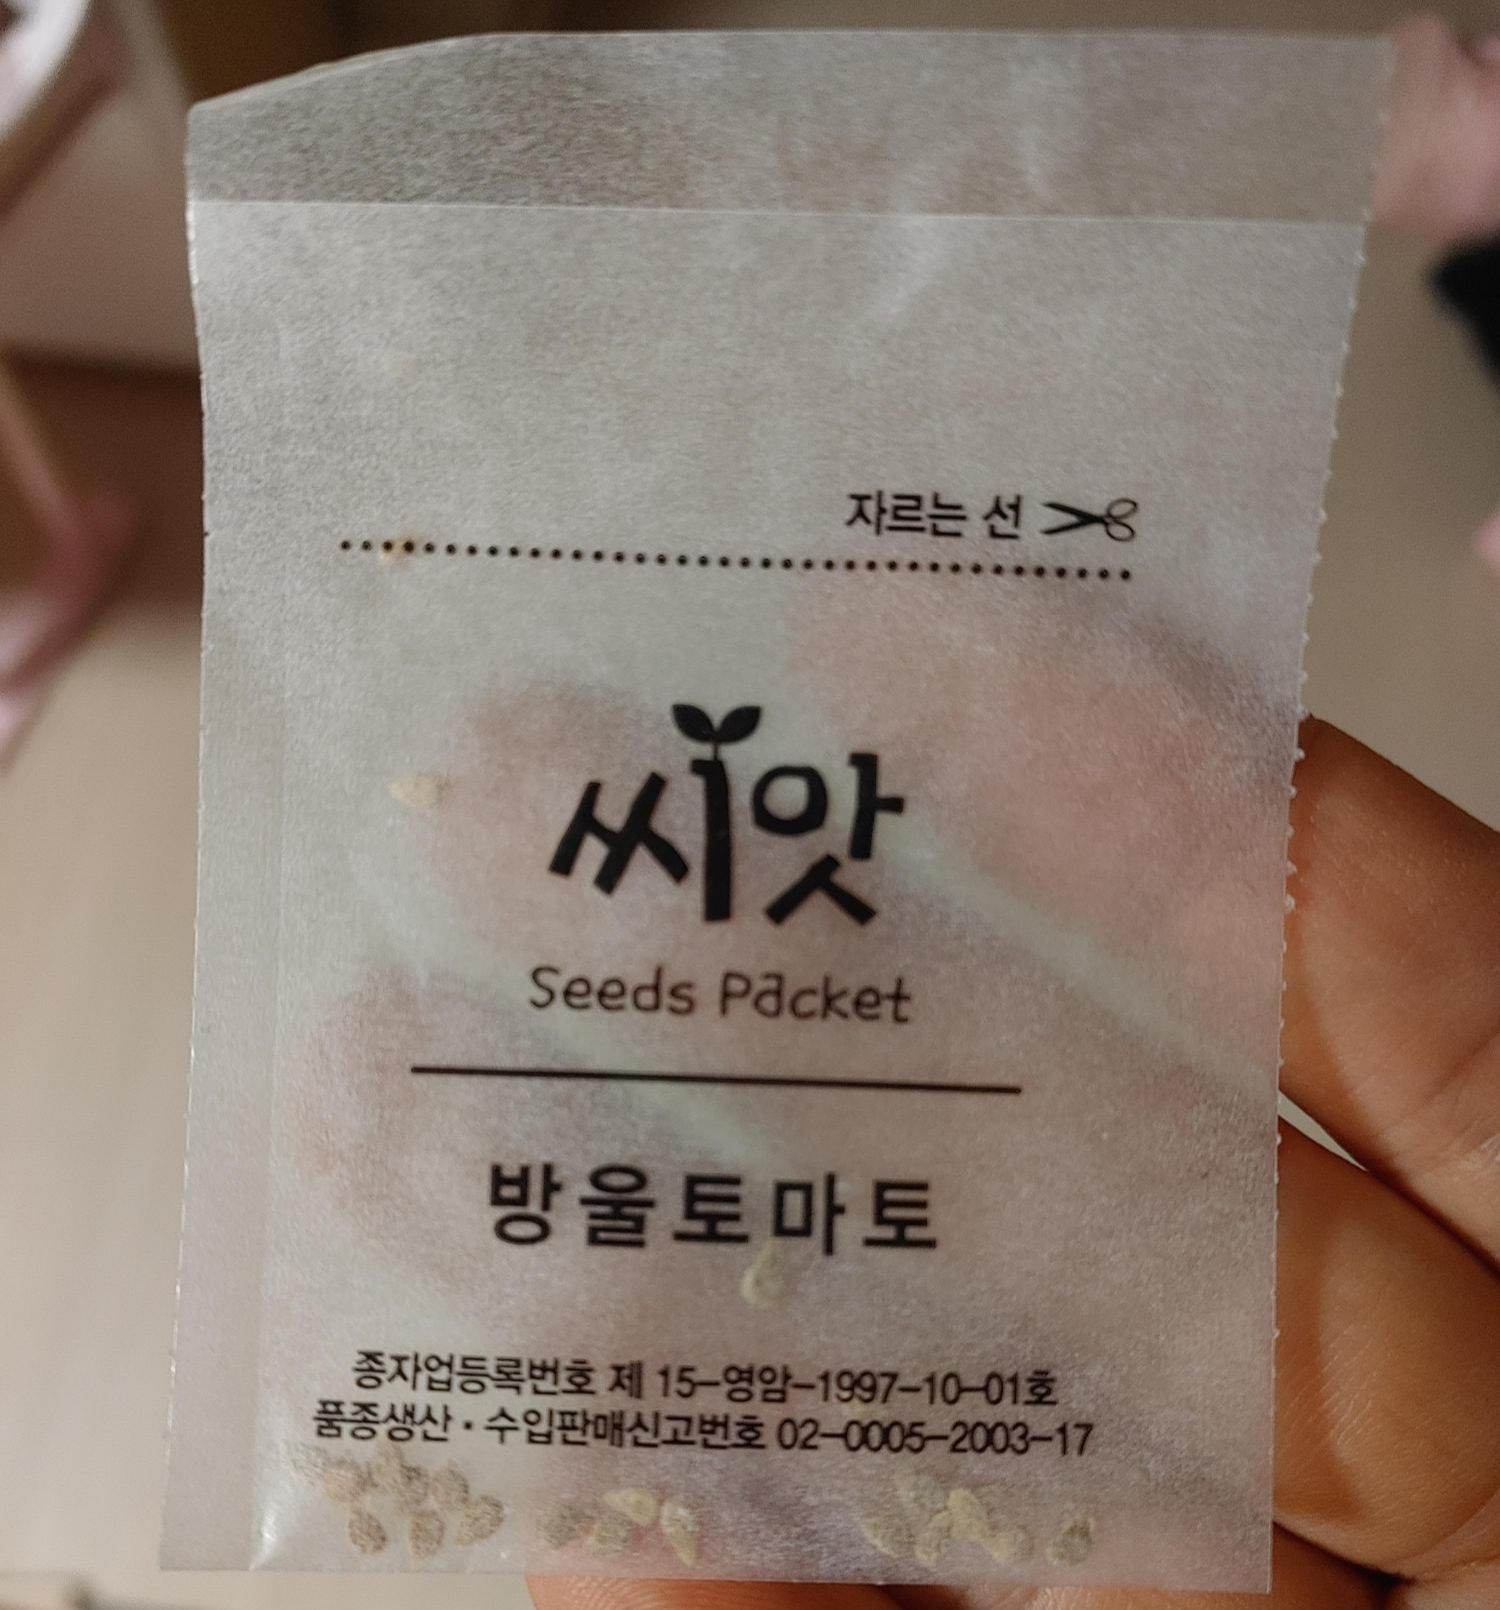 자르는 선
씨앗
Seeds Packet
방울토마토
종자업등록번호 제 15-영암-1997-10-01호
품종생산·수입판매신고번호 02-0005-2003-17